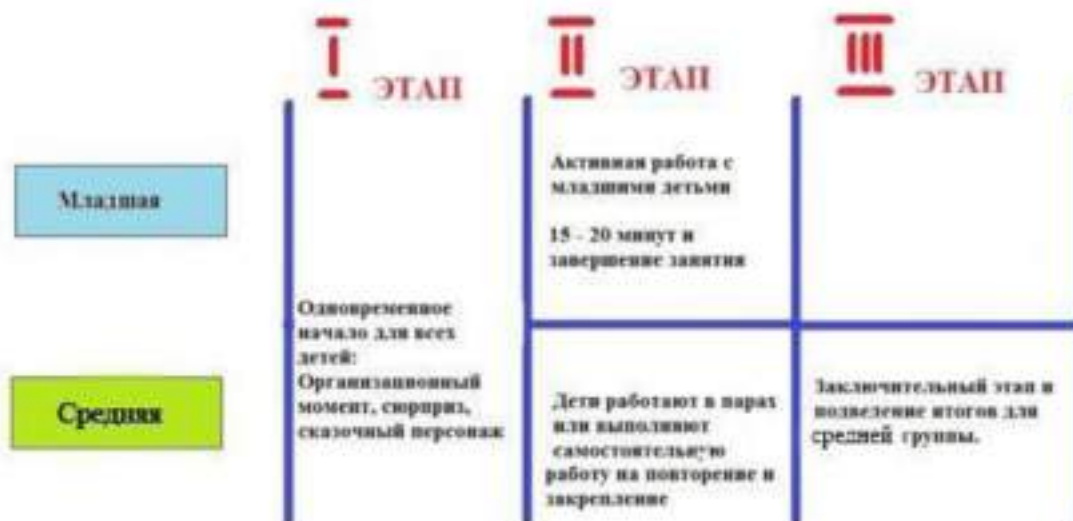 I ЭТАП
II ЭТАП
III ЭТАП
Младшая
Активная работа с
младшими детьми
15 - 20 минут и
завершение занятия
Одновременное
начало для всех
детей:
Организационный
момент, сюрприз,
сказочный персонаж
Средняя
Дети работают в парах
или выполняют
самостоятельную
работу на повторение и
закрепление
Заключительный этап и
подведение итогов для
средней группы.